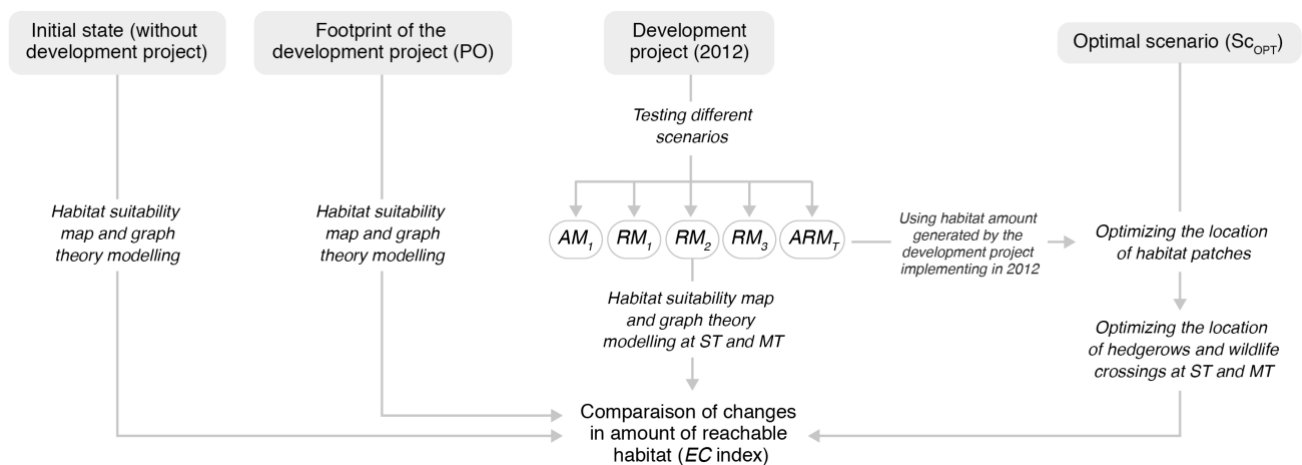 Initial state (without
development project)
Footprint of the
development project (PO)
Development
project (2012)
Optimal scenario (ScOPT)
Testing different
scenarios
Habitat suitability
map and graph
theory modelling
Habitat suitability
map and graph
theory modelling
AM1
RM1
RM2
RM3
ARMT
Using habitat amount
generated by the
development project
implementing in 2012
Optimizing the location
of habitat patches
Habitat suitability map
and graph theory
modelling at ST and MT
Optimizing the location
of hedgerows and wildlife
crossings at ST and MT
Comparaison of changes
in amount of reachable
habitat (EC index)